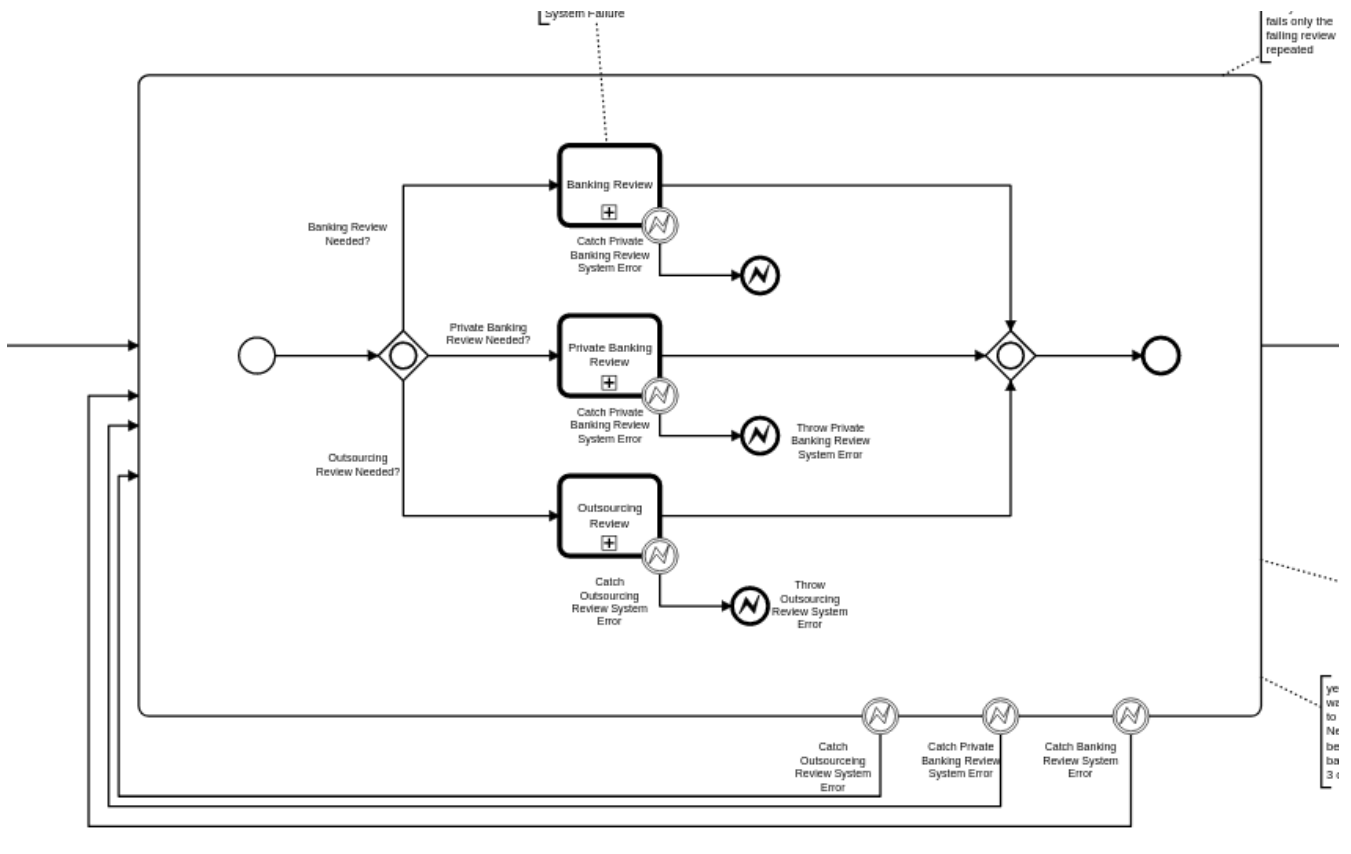 System Failure
fails only the
failing review
repeated
Banking Review
Banking Review
Needed?
Catch Private
Banking Review
System Error
Private Banking
Review Needed?
Private Banking
Review
Catch Private
Banking Review
System Error
Throw Private
Banking Review
System Error
Outsourcing
Review Needed?
Outsourcing
Review
Catch
Outsourcing
Review System
Error
Throw
Outsourcing
Review System
Error
Catch
Outsourceing
Review System
Error
Catch Private
Banking Review
System Error
Catch Banking
Review System
Error
to
3